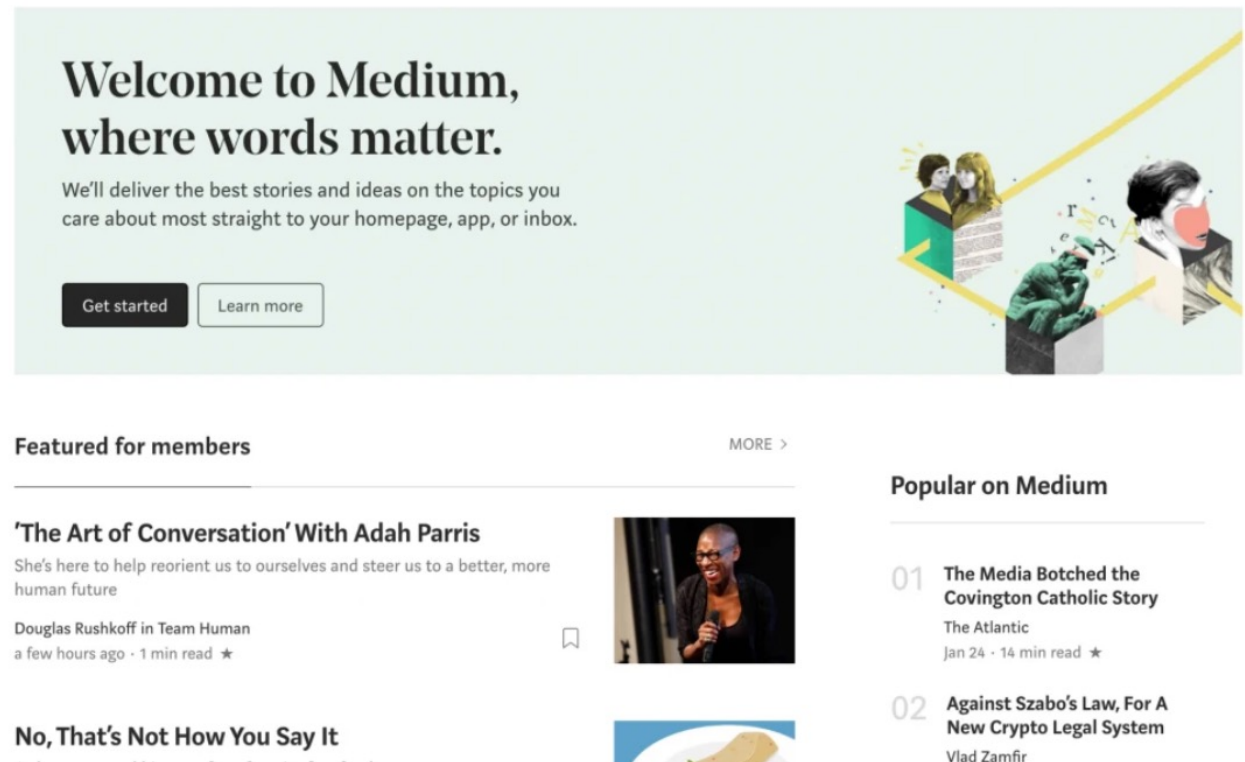 Welcome to Medium,
where words matter.
We'll deliver the best stories and ideas on the topics you
care about most straight to your homepage, app, or inbox.
Get started
Learn more
Featured for members
MORE >
'The Art of Conversation' With Adah Parris
She's here to help reorient us to ourselves and steer us to a better, more
human future
Douglas Rushkoff in Team Human
a few hours ago · 1 min read ★
No, That's Not How You Say It
Popular on Medium
01
The Media Botched the
Covington Catholic Story
The Atlantic
Jan 24 · 14 min read ★
02
Against Szabo's Law, For A
New Crypto Legal System
Vlad Zamfir